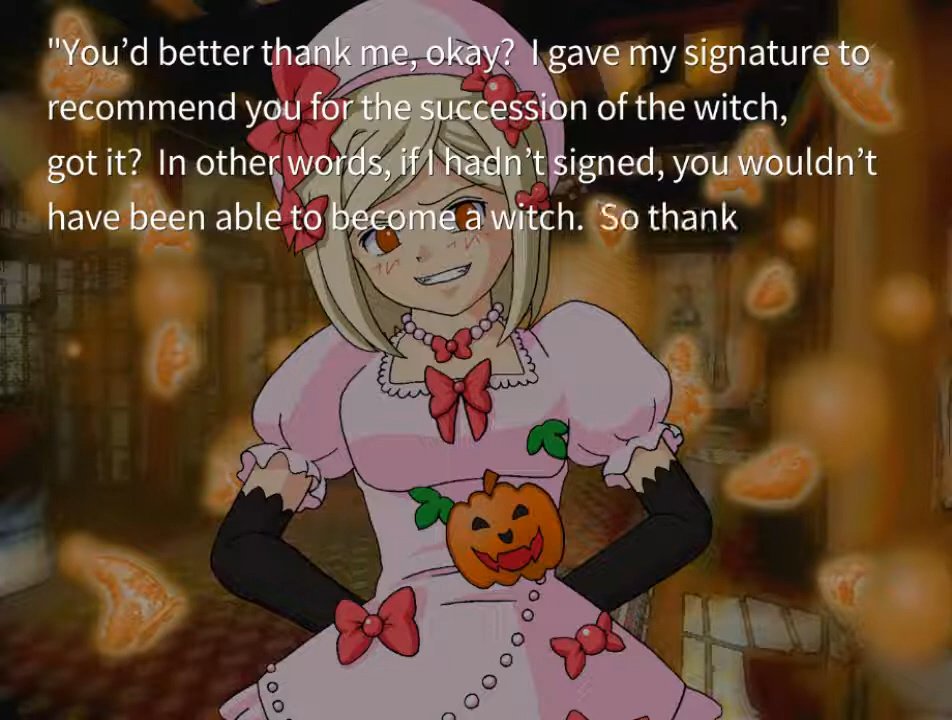 "You’d better thank me, okay?  I gave my signature to
recommend you for the succession of the witch,
got it?  In other words, if I hadn’t signed, you wouldn’t
have been able to become a witch.  So thank